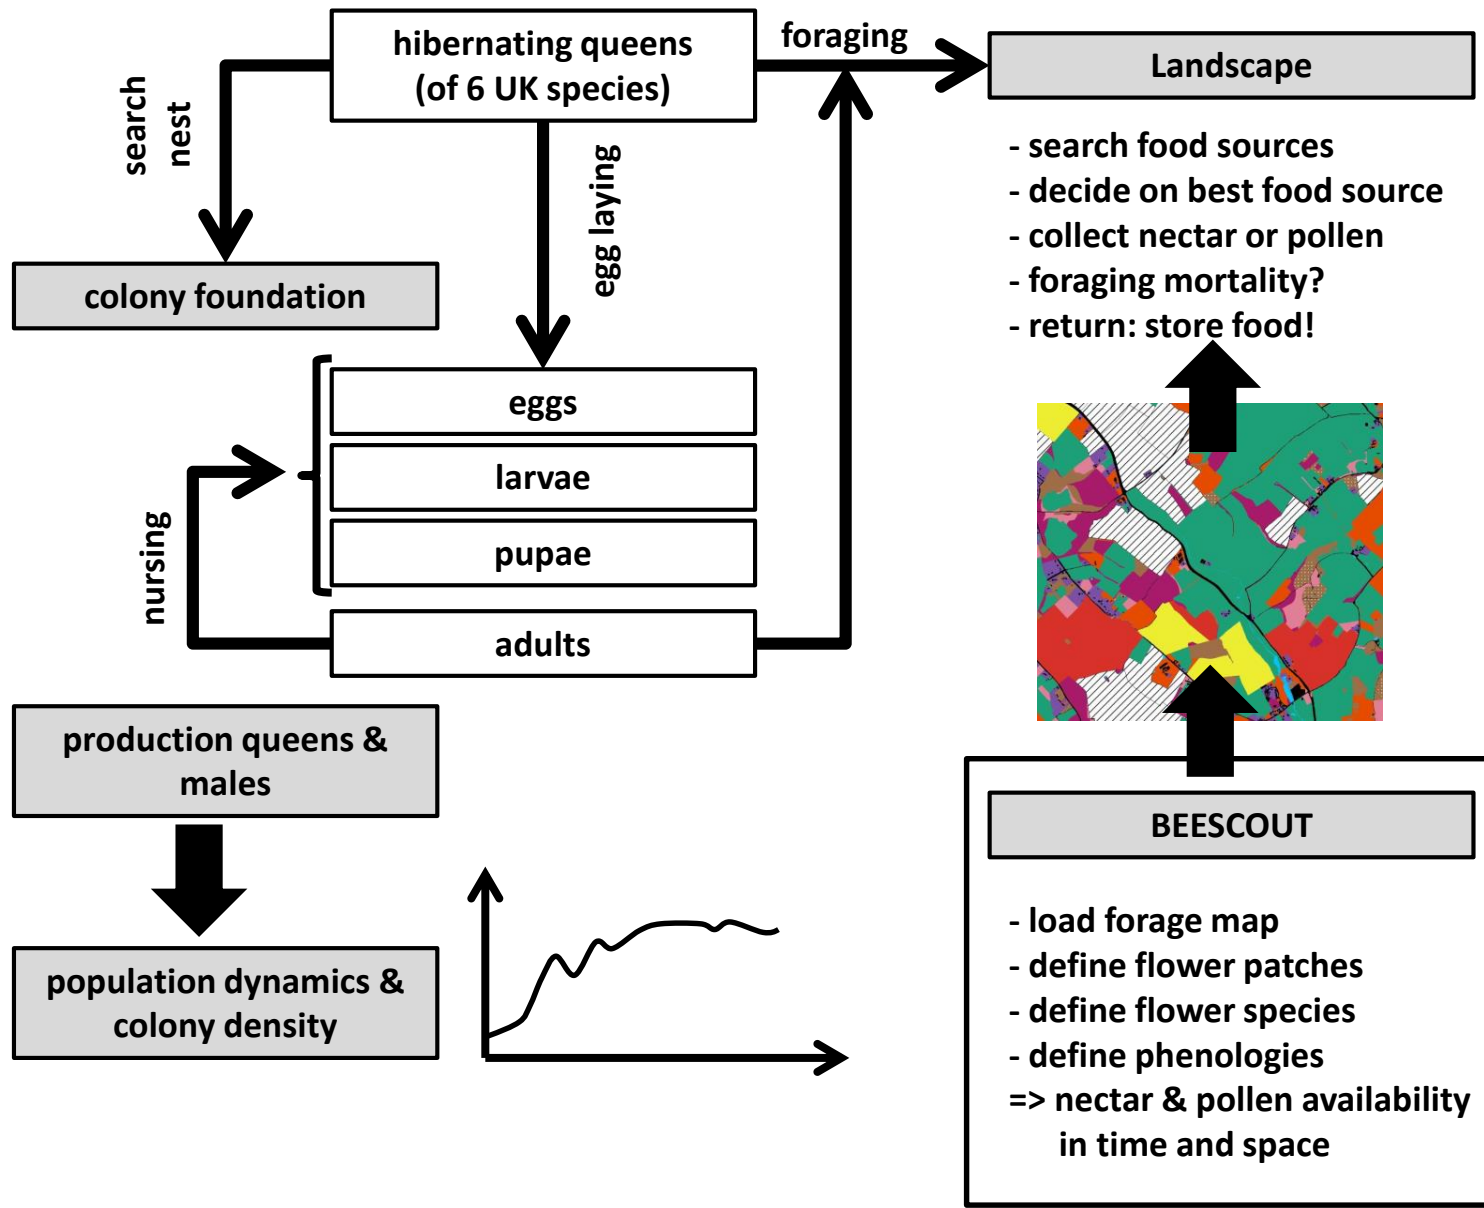 hibernating queens
(of 6 UK species)
foraging
Landscape
search
nest
egg laying
- search food sources
- decide on best food source
- collect nectar or pollen
- foraging mortality?
- return: store food!
colony foundation
eggs
larvae
pupae
adults
nursing
production queens &
males
population dynamics &
colony density
BEESCOUT
- load forage map
- define flower patches
- define flower species
- define phenologies
=> nectar & pollen availability
in time and space